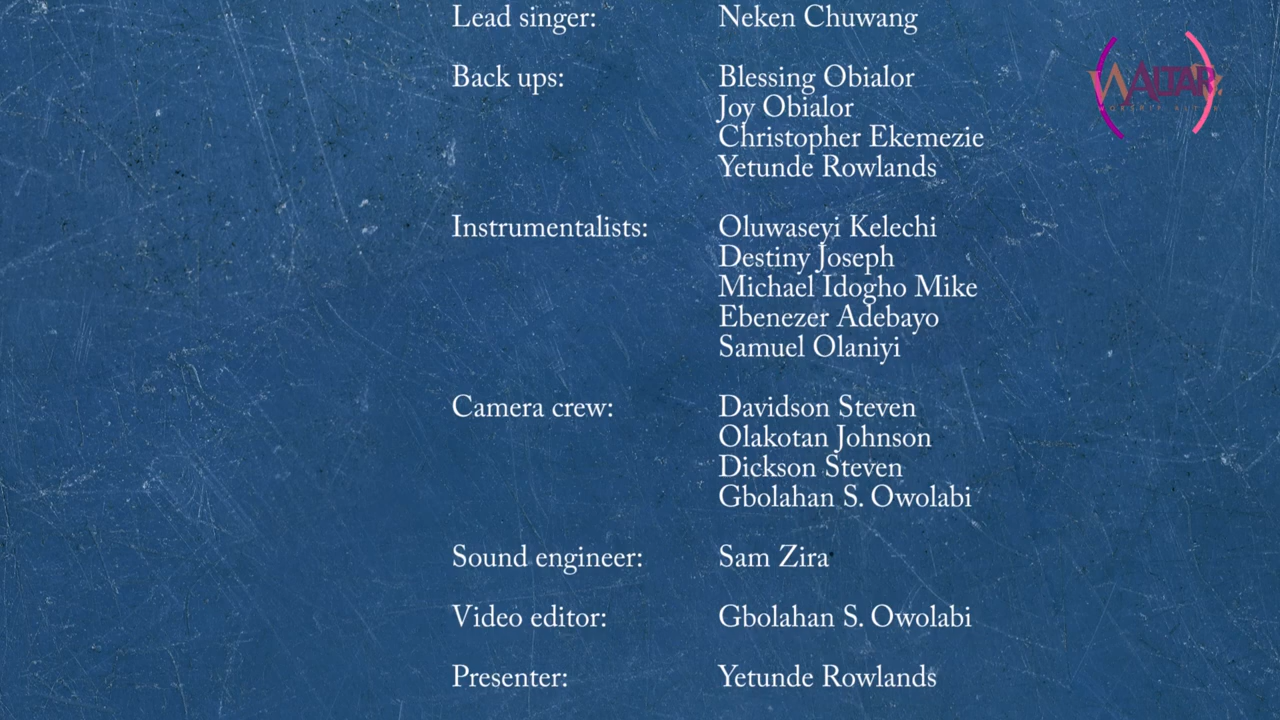 Lead singer: Neken Chuwang
Back ups: Blessing Obialor
Joy Obialor
Christopher Ekemezie
Yetunde Rowlands
Instrumentalists: Oluwaseyi Kelechi
Destiny Joseph
Michael Idogho Mike
Ebenezer Adebayo
Samuel Olaniyi
Camera crew: Davidson Steven
Olakotan Johnson
Dickson Steven
Gbolahan S. Owolabi
Sound engineer: Sam Zira
Video editor: Gbolahan S. Owolabi
Presenter: Yetunde Rowlands
WALTAR